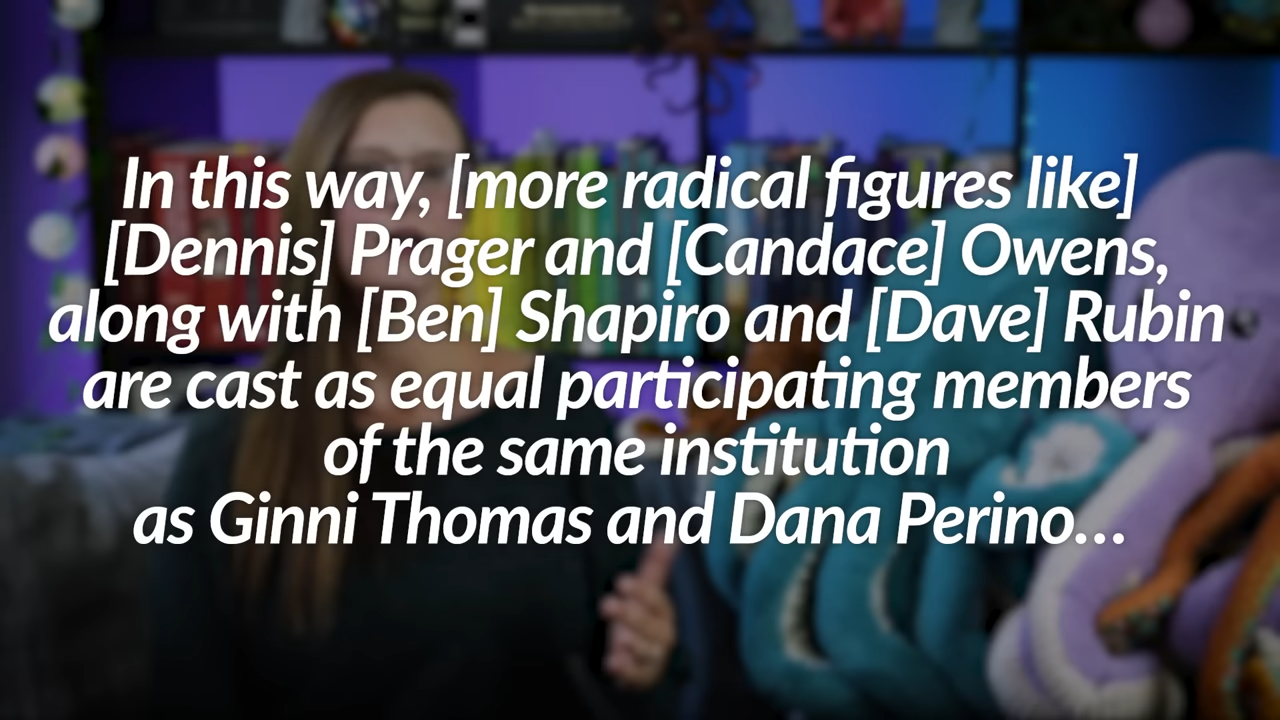 In this way, [more radical figures like]
[Dennis] Prager and [Candace] Owens,
along with [Ben] Shapiro and [Dave] Rubin
are cast as equal participating members
of the same institution
as Ginni Thomas and Dana Perino...